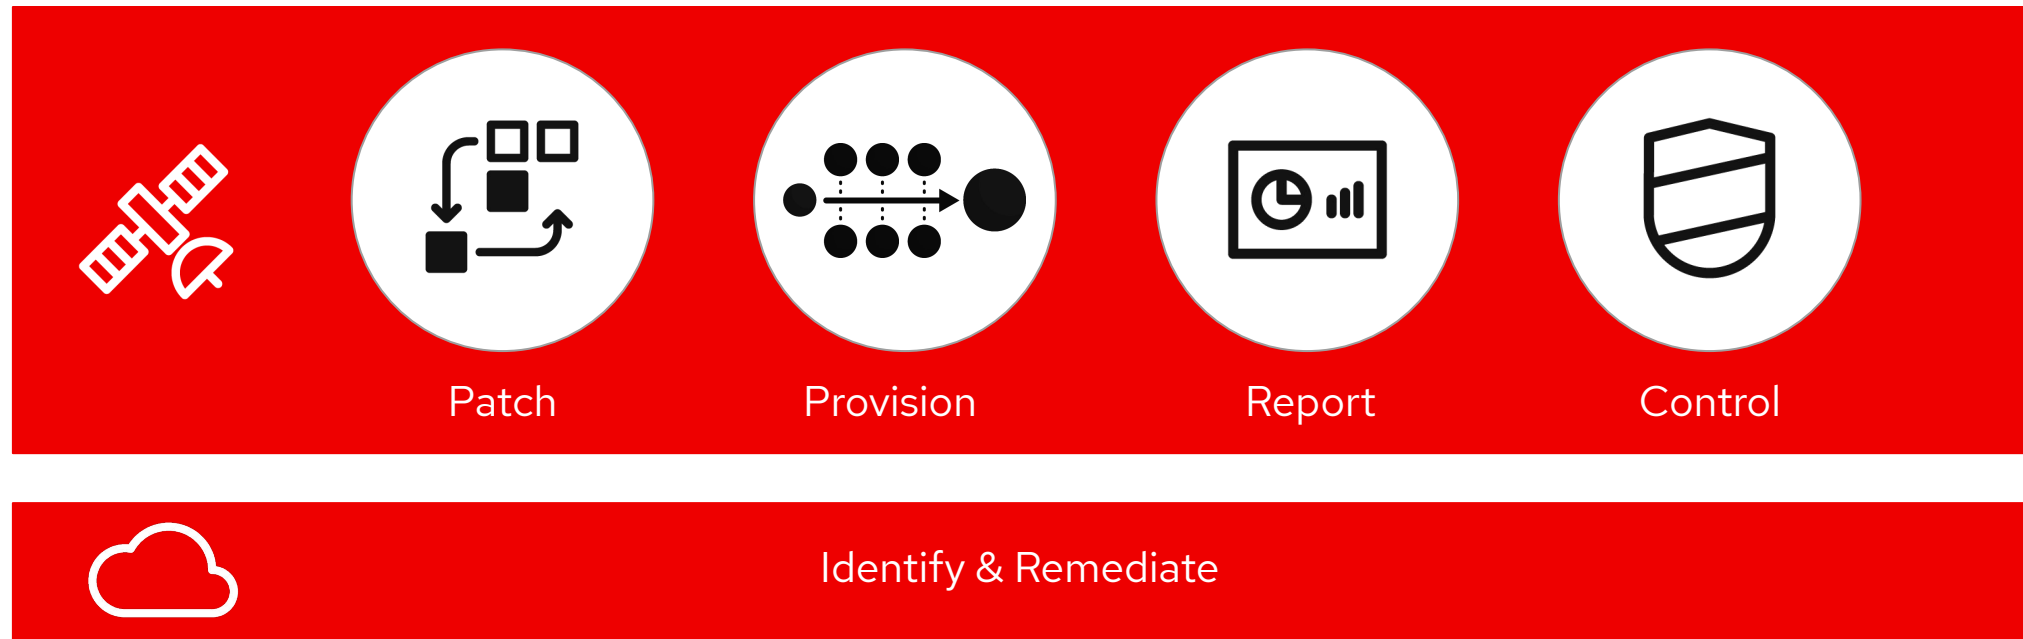 Patch
Provision
Report
Control
Identify & Remediate